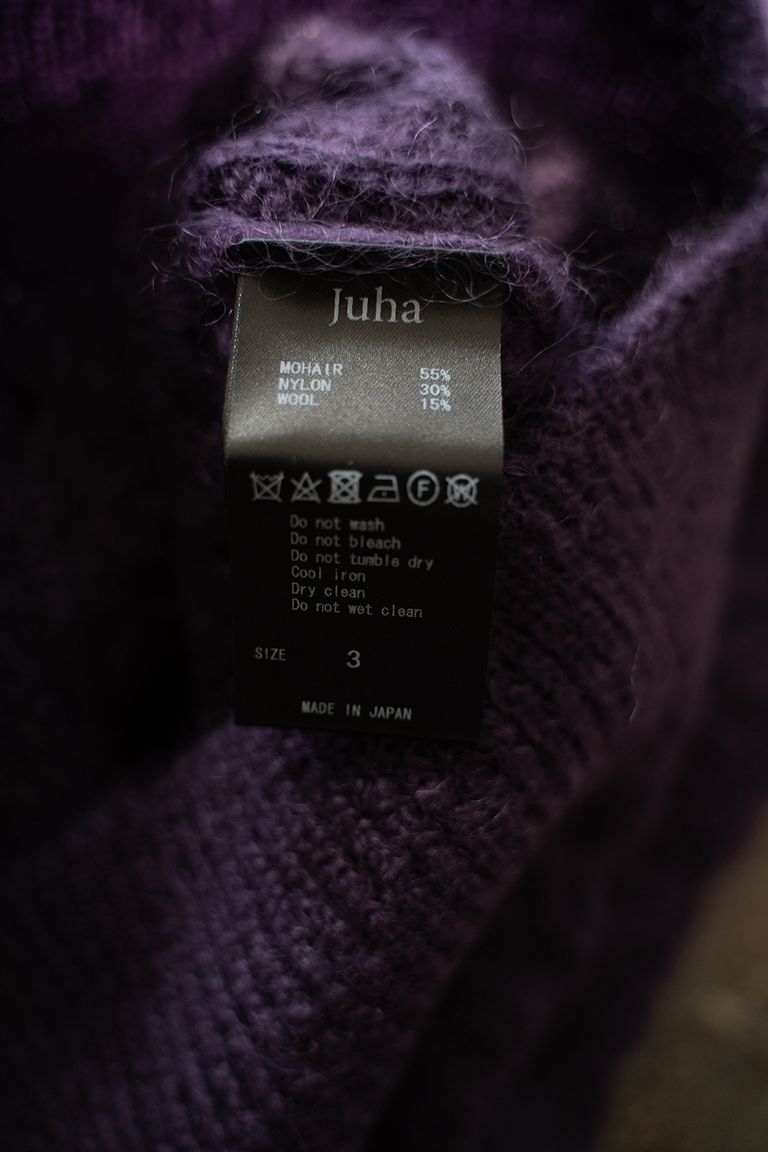 Juha
MOHAIR 55%
NYLON 30%
WOOL 15%
F W
Do not wash
Do not bleach
Do not tumble dry
Cool iron
Dry clean
Do not wet clean
SIZE 3
MADE IN JAPAN